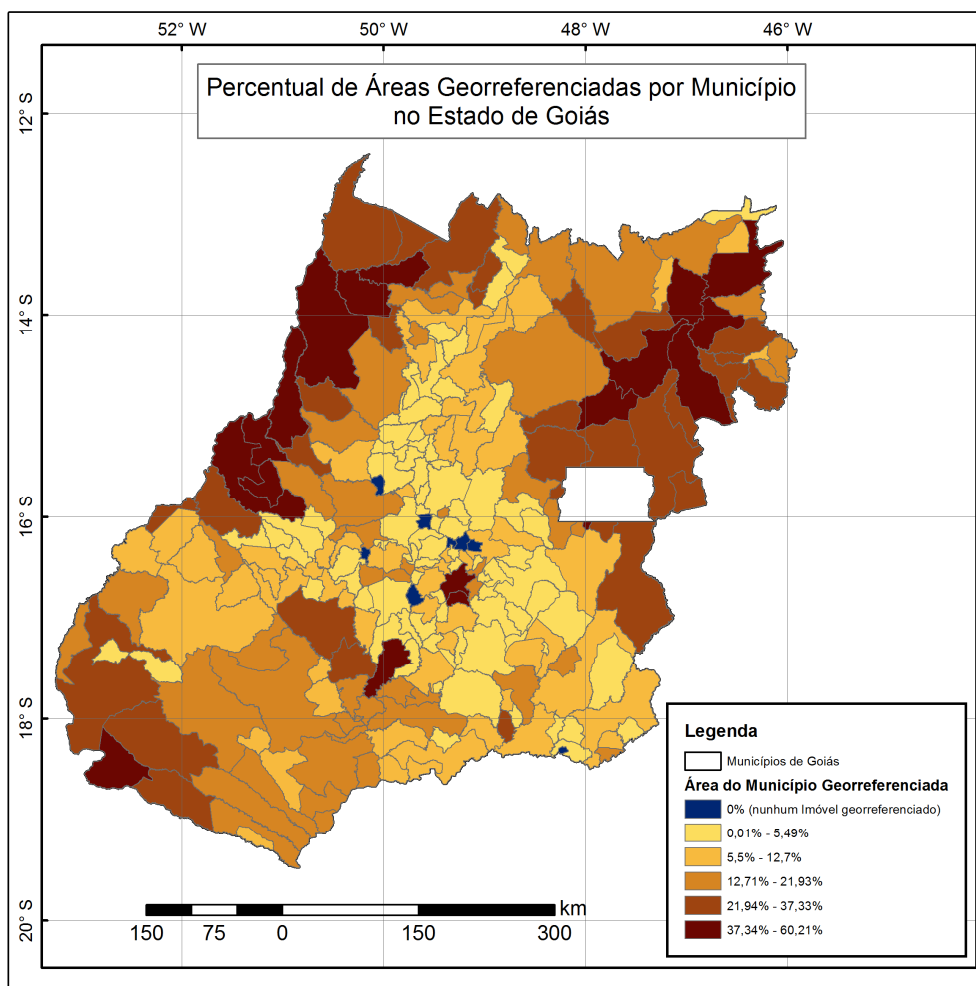 52° W 50° W 48° W 46° W
Percentual de Áreas Georreferenciadas por Município
no Estado de Goiás
12° S
14° S
16° S
18° S
20° S
km
150 75 0 150 300
Legenda
Municípios de Goiás
Área do Município Georreferenciada
0% (nunhum Imóvel georreferenciado)
0,01% - 5,49%
5,5% - 12,7%
12,71% - 21,93%
21,94% - 37,33%
37,34% - 60,21%